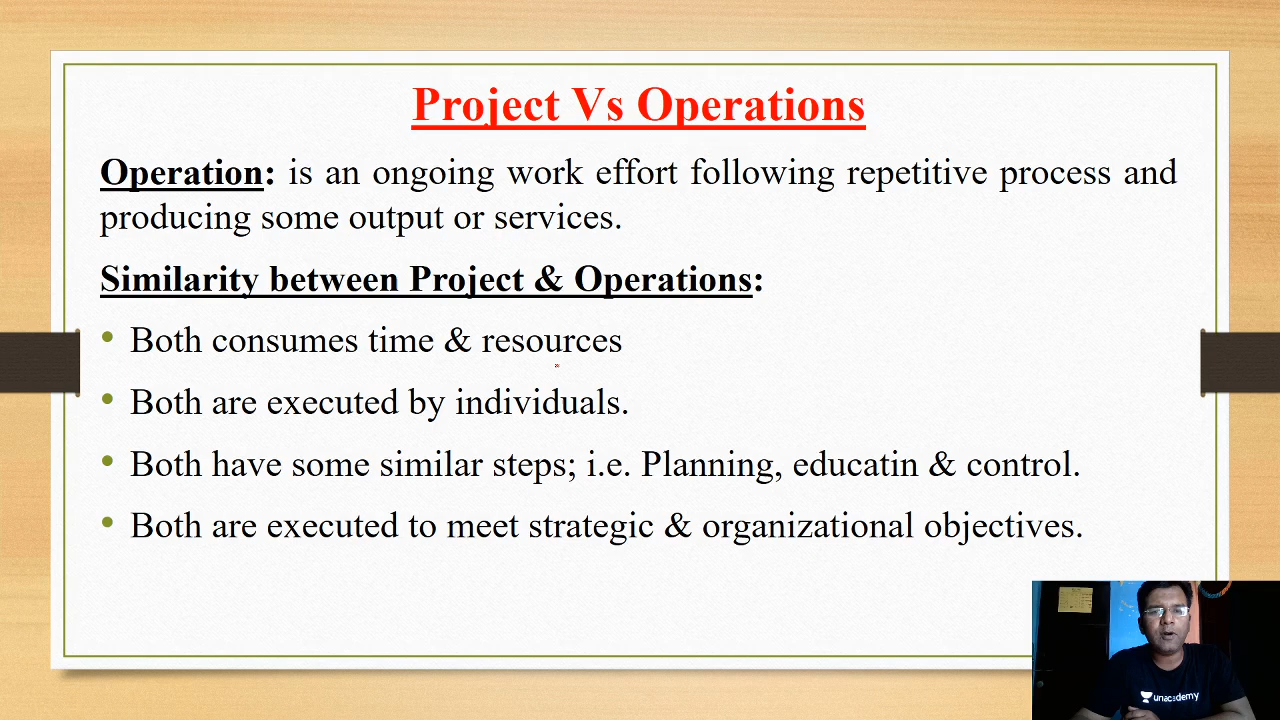 Project Vs Operations
Operation: is an ongoing work effort following repetitive process and
producing some output or services.
Similarity between Project & Operations:
• Both consumes time & resources
• Both are executed by individuals.
• Both have some similar steps; i.e. Planning, educatin & control.
• Both are executed to meet strategic & organizational objectives.
unacademy